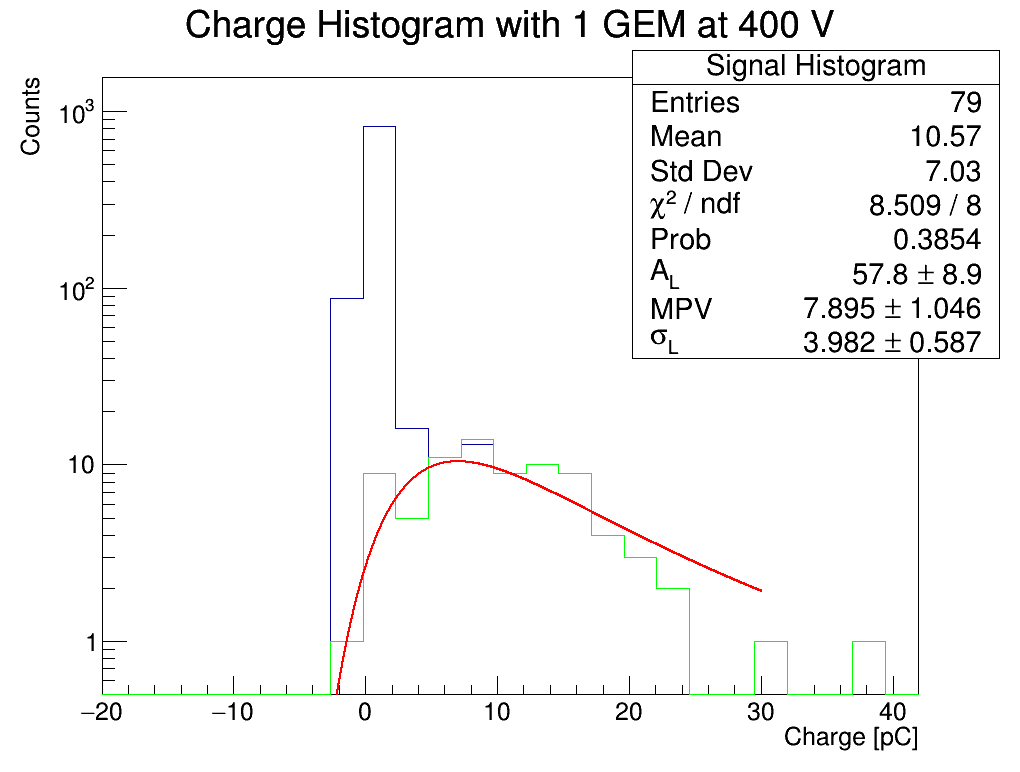 Charge Histogram with 1 GEM at 400 V
Signal Histogram
Entries 79
Mean 10.57
Std Dev 7.03
χ² / ndf 8.509 / 8
Prob 0.3854
A_L 57.8 ± 8.9
MPV 7.895 ± 1.046
σ_L 3.982 ± 0.587
Counts
10³
10²
10
1
−20 −10 0 10 20 30 40
Charge [pC]